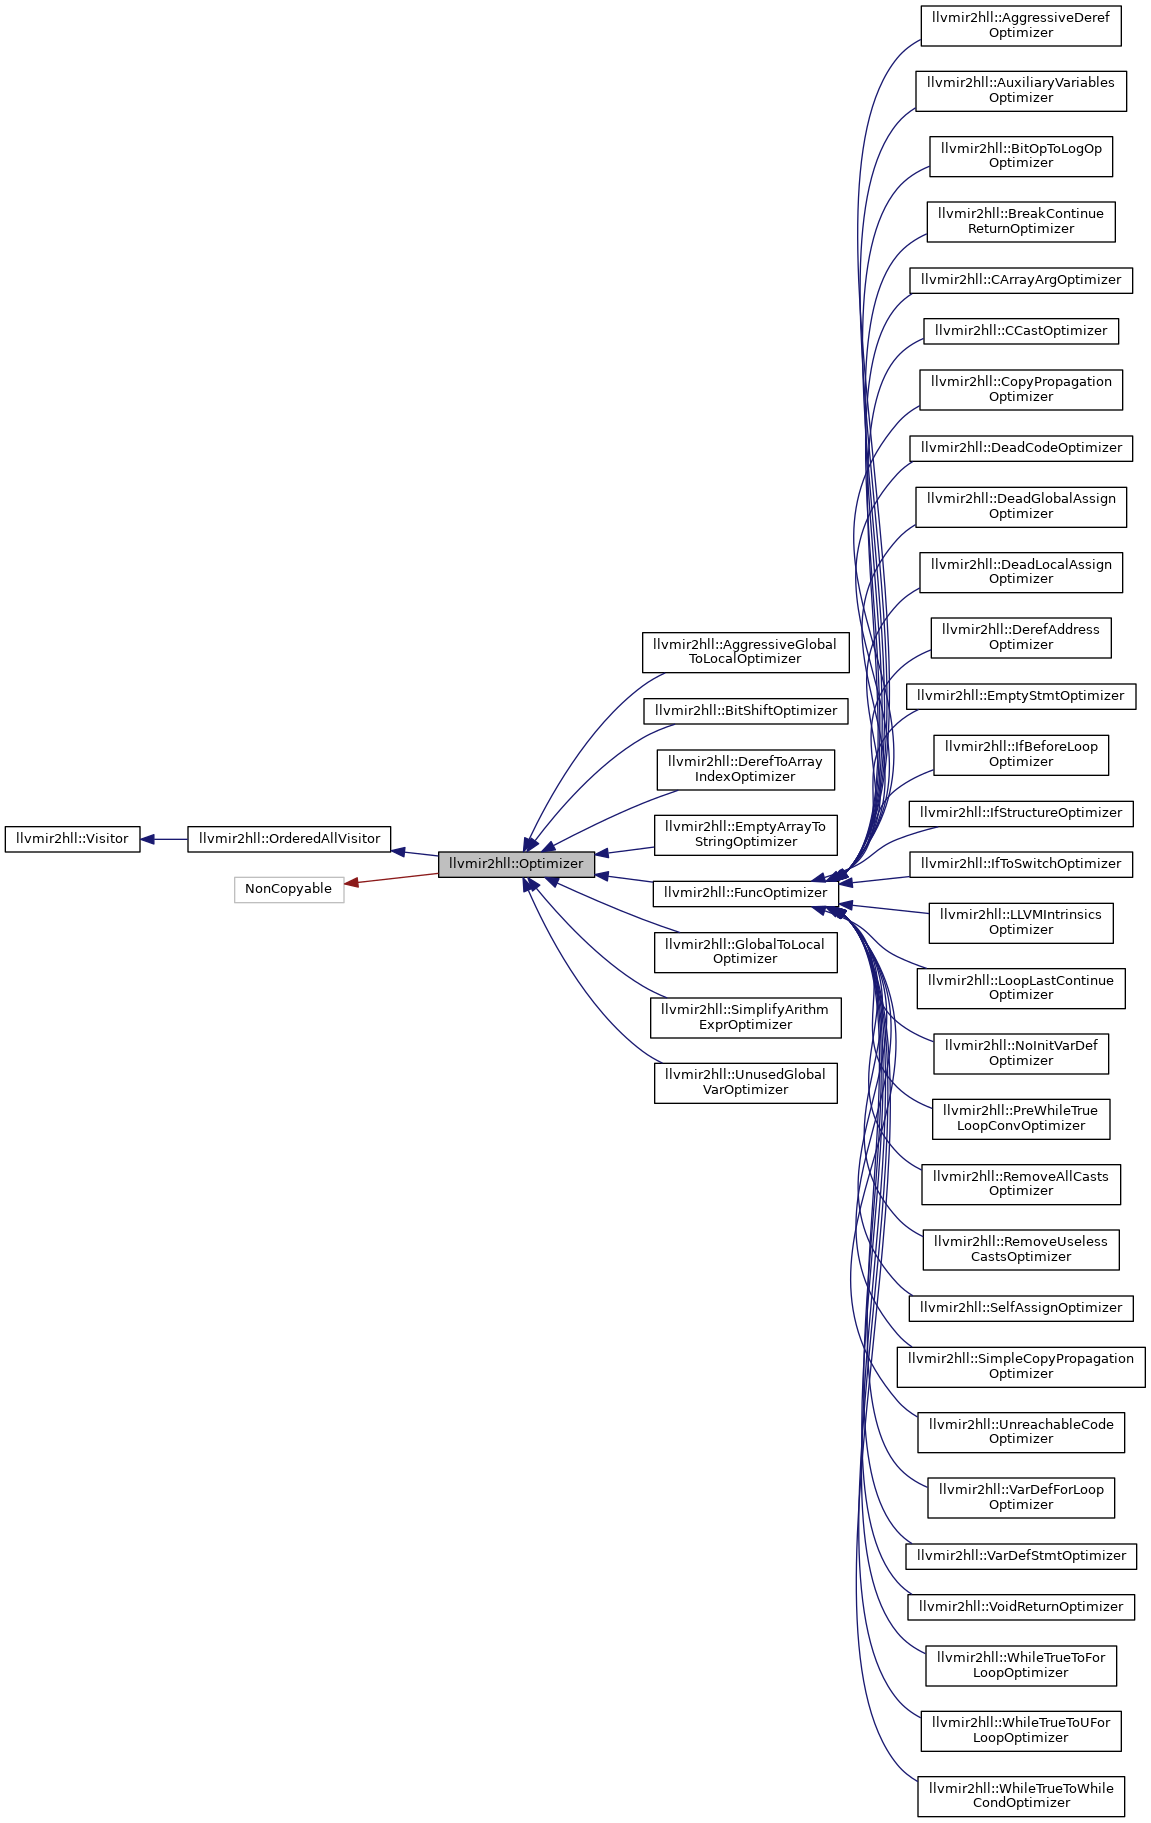 llvmir2hll::Visitor
llvmir2hll::OrderedAllVisitor
NonCopyable
llvmir2hll::Optimizer
llvmir2hll::AggressiveGlobal
ToLocalOptimizer
llvmir2hll::BitShiftOptimizer
llvmir2hll::DerefToArray
IndexOptimizer
llvmir2hll::EmptyArrayTo
StringOptimizer
llvmir2hll::FuncOptimizer
llvmir2hll::GlobalToLocal
Optimizer
llvmir2hll::SimplifyArithm
ExprOptimizer
llvmir2hll::UnusedGlobal
VarOptimizer
llvmir2hll::AggressiveDeref
Optimizer
llvmir2hll::AuxiliaryVariables
Optimizer
llvmir2hll::BitOpToLogOp
Optimizer
llvmir2hll::BreakContinue
ReturnOptimizer
llvmir2hll::CArrayArgOptimizer
llvmir2hll::CCastOptimizer
llvmir2hll::CopyPropagation
Optimizer
llvmir2hll::DeadCodeOptimizer
llvmir2hll::DeadGlobalAssign
Optimizer
llvmir2hll::DeadLocalAssign
Optimizer
llvmir2hll::DerefAddress
Optimizer
llvmir2hll::EmptyStmtOptimizer
llvmir2hll::IfBeforeLoop
Optimizer
llvmir2hll::IfStructureOptimizer
llvmir2hll::IfToSwitchOptimizer
llvmir2hll::LLVMIntrinsics
Optimizer
llvmir2hll::LoopLastContinue
Optimizer
llvmir2hll::NoInitVarDef
Optimizer
llvmir2hll::PreWhileTrue
LoopConvOptimizer
llvmir2hll::RemoveAllCasts
Optimizer
llvmir2hll::RemoveUseless
CastsOptimizer
llvmir2hll::SelfAssignOptimizer
llvmir2hll::SimpleCopyPropagation
Optimizer
llvmir2hll::UnreachableCode
Optimizer
llvmir2hll::VarDefForLoop
Optimizer
llvmir2hll::VarDefStmtOptimizer
llvmir2hll::VoidReturnOptimizer
llvmir2hll::WhileTrueToFor
LoopOptimizer
llvmir2hll::WhileTrueToUFor
LoopOptimizer
llvmir2hll::WhileTrueToWhile
CondOptimizer